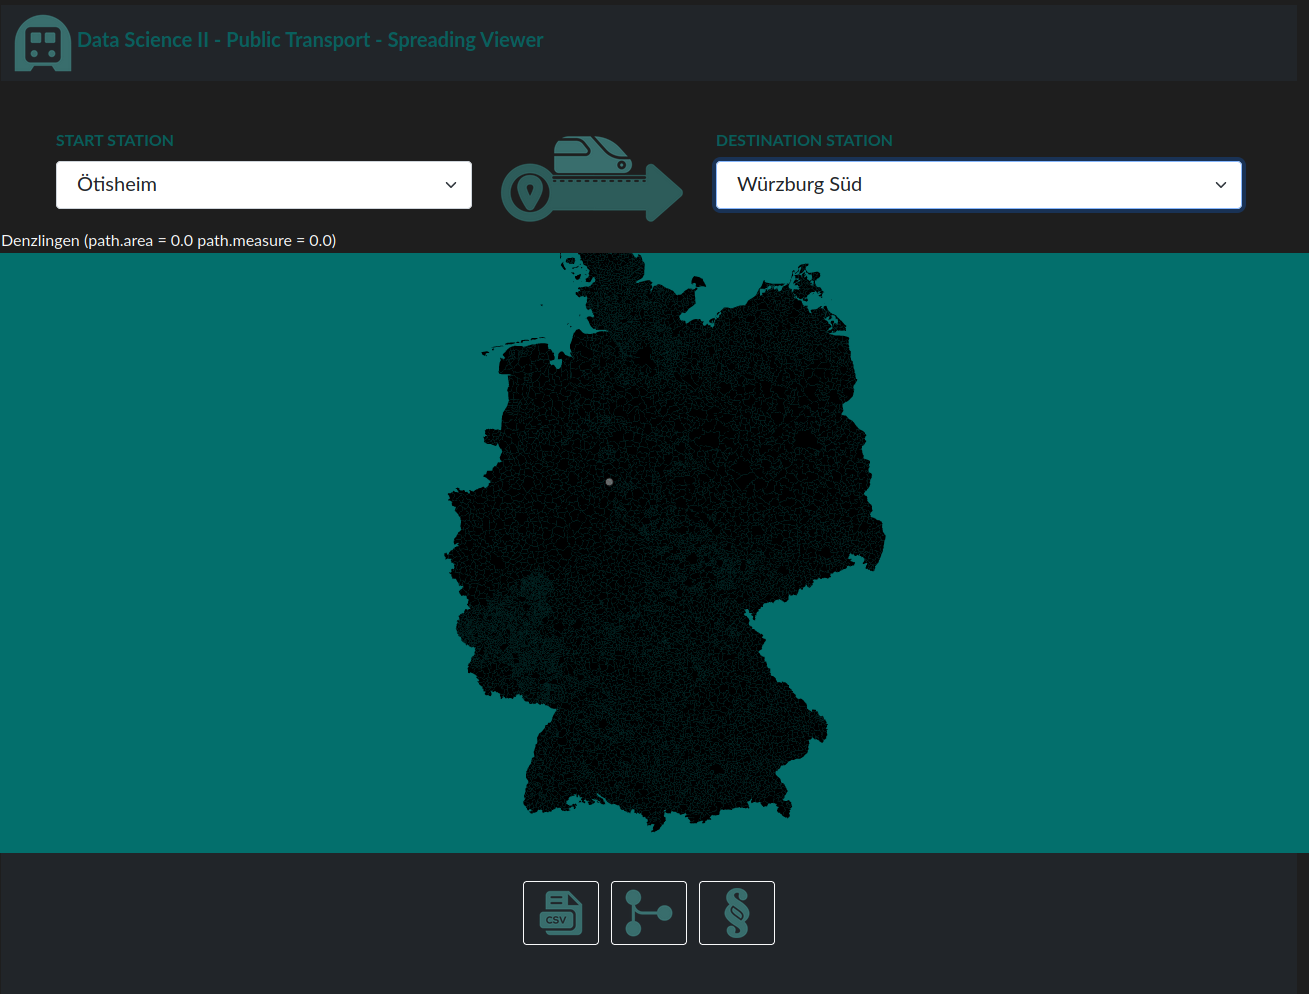 Data Science II - Public Transport - Spreading Viewer
START STATION
DESTINATION STATION
Ötisheim
Würzburg Süd
Denzlingen (path.area = 0.0 path.measure = 0.0)
CSV
§